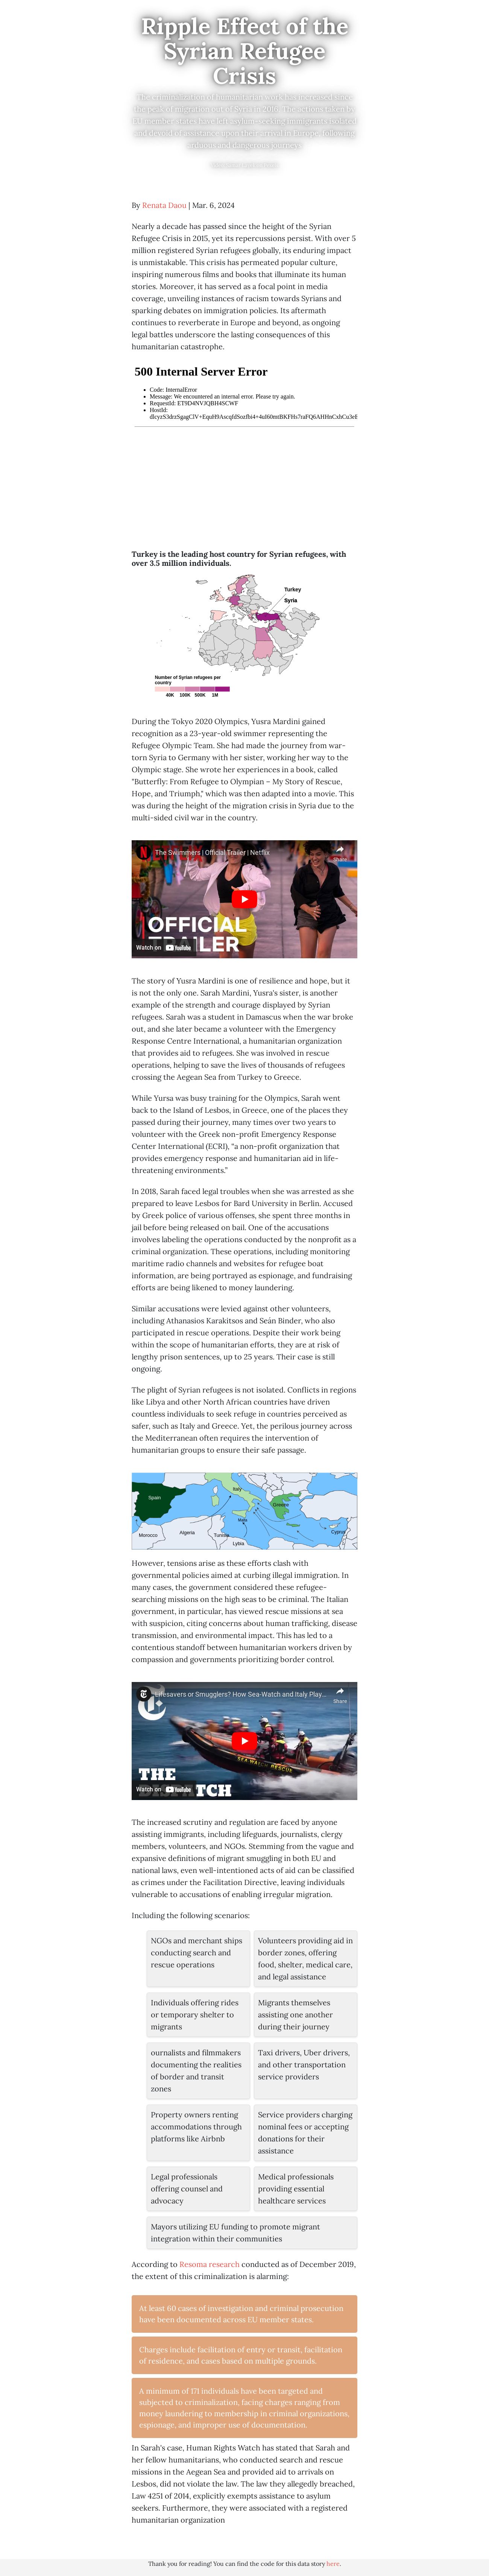 Ripple Effect of the
Syrian Refugee
Crisis
The criminalization of humanitarian work has increased since
the peak of migration out of Syria in 2015. The actions taken by
EU member states have left asylum-seeking immigrants isolated
and devoid of assistance upon their arrival in Europe, following
arduous and dangerous journeys.
By Renata Daou | Mar. 6, 2024
Nearly a decade has passed since the height of the Syrian
Refugee Crisis in 2015, yet its repercussions persist. With over 5
million registered Syrian refugees globally, its enduring impact
is unmistakable. This crisis has permeated popular culture,
inspiring numerous films and books that illuminate its human
stories. Moreover, it has served as a focal point in media
coverage, unveiling instances of racism towards Syrians and
sparking debates on immigration policies. Its aftermath
continues to reverberate in Europe and beyond, as ongoing
legal battles underscore the lasting consequences of this
humanitarian catastrophe.
500 Internal Server Error
• Code: InternalError
• Message: We encountered an internal error. Please try again.
• RequestId: ET9D4NVJQBH4SCWF
• HostId:
Turkey is the leading host country for Syrian refugees, with
over 3.5 million individuals.
Turkey
Syria
Number of Syrian refugees per
country
40K 100K 500K 1M
During the Tokyo 2020 Olympics, Yusra Mardini gained
recognition as a 23-year-old swimmer representing the
Refugee Olympic Team. She had made the journey from war-
torn Syria to Germany with her sister, working her way to the
Olympic stage. She wrote her experiences in a book, called
"Butterfly: From Refugee to Olympian – My Story of Rescue,
Hope, and Triumph," which was then adapted into a movie. This
was during the height of the migration crisis in Syria due to the
multi-sided civil war in the country.
The Swimmers | Official Trailer | Netflix
Share
OFFICIAL
TRAILER
Watch on YouTube
The story of Yusra Mardini is one of resilience and hope, but it
is not the only one. Sarah Mardini, Yusra's sister, is another
example of the strength and courage displayed by Syrian
refugees. Sarah was a student in Damascus when the war broke
out, and she later became a volunteer with the Emergency
Response Centre International, a humanitarian organization
that provides aid to refugees. She was involved in rescue
operations, helping to save the lives of thousands of refugees
crossing the Aegean Sea from Turkey to Greece.
While Yursa was busy training for the Olympics, Sarah went
back to the Island of Lesbos, in Greece, one of the places they
passed during their journey, many times over two years to
volunteer with the Greek non-profit Emergency Response
Center International (ECRI), “a non-profit organization that
provides emergency response and humanitarian aid in life-
threatening environments.”
In 2018, Sarah faced legal troubles when she was arrested as she
prepared to leave Lesbos for Bard University in Berlin. Accused
by Greek police of various offenses, she spent three months in
jail before being released on bail. One of the accusations
involves labeling the operations conducted by the nonprofit as a
criminal organization. These operations, including monitoring
maritime radio channels and websites for refugee boat
information, are being portrayed as espionage, and fundraising
efforts are being likened to money laundering.
Similar accusations were levied against other volunteers,
including Athanasios Karakitsos and Seán Binder, who also
participated in rescue operations. Despite their work being
within the scope of humanitarian efforts, they are at risk of
lengthy prison sentences, up to 25 years. Their case is still
ongoing.
The plight of Syrian refugees is not isolated. Conflicts in regions
like Libya and other North African countries have driven
countless individuals to seek refuge in countries perceived as
safer, such as Italy and Greece. Yet, the perilous journey across
the Mediterranean often requires the intervention of
humanitarian groups to ensure their safe passage.
Spain
Italy
Greece
Malta
Morocco
Algeria
Tunisia
Lybia
Cyprus
However, tensions arise as these efforts clash with
governmental policies aimed at curbing illegal immigration. In
many cases, the government considered these refugee-
searching missions on the high seas to be criminal. The Italian
government, in particular, has viewed rescue missions at sea
with suspicion, citing concerns about human trafficking, disease
transmission, and environmental impact. This has led to a
contentious standoff between humanitarian workers driven by
compassion and governments prioritizing border control.
Lifesavers or Smugglers? How Sea-Watch and Italy Play...
Share
SEA-WATCH RESCUE
THE
DISPATCH
Watch on YouTube
The increased scrutiny and regulation are faced by anyone
assisting immigrants, including lifeguards, journalists, clergy
members, volunteers, and NGOs. Stemming from the vague and
expansive definitions of migrant smuggling in both EU and
national laws, even well-intentioned acts of aid can be classified
as crimes under the Facilitation Directive, leaving individuals
vulnerable to accusations of enabling irregular migration.
Including the following scenarios:
NGOs and merchant ships
conducting search and
rescue operations
Volunteers providing aid in
border zones, offering
food, shelter, medical care,
and legal assistance
Individuals offering rides
or temporary shelter to
migrants
Migrants themselves
assisting one another
during their journey
ournalists and filmmakers
documenting the realities
of border and transit
zones
Taxi drivers, Uber drivers,
and other transportation
service providers
Property owners renting
accommodations through
platforms like Airbnb
Service providers charging
nominal fees or accepting
donations for their
assistance
Legal professionals
offering counsel and
advocacy
Medical professionals
providing essential
healthcare services
Mayors utilizing EU funding to promote migrant
integration within their communities
According to Resoma research conducted as of December 2019,
the extent of this criminalization is alarming:
At least 60 cases of investigation and criminal prosecution
have been documented across EU member states.
Charges include facilitation of entry or transit, facilitation
of residence, and cases based on multiple grounds.
A minimum of 171 individuals have been targeted and
subjected to criminalization, facing charges ranging from
money laundering to membership in criminal organizations,
espionage, and improper use of documentation.
In Sarah's case, Human Rights Watch has stated that Sarah and
her fellow humanitarians, who conducted search and rescue
missions in the Aegean Sea and provided aid to arrivals on
Lesbos, did not violate the law. The law they allegedly breached,
Law 4251 of 2014, explicitly exempts assistance to asylum
seekers. Furthermore, they were associated with a registered
humanitarian organization
Thank you for reading! You can find the code for this data story here.